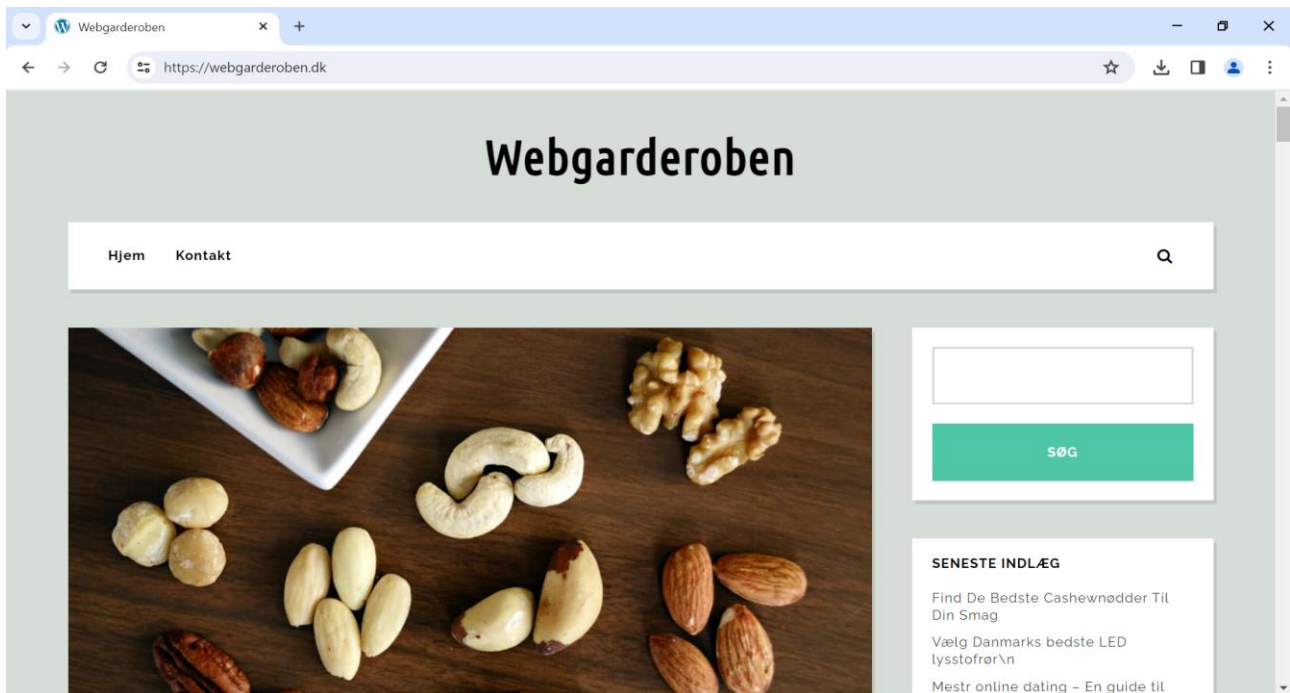 Webgarderoben
https://webgarderoben.dk
Webgarderoben
Hjem Kontakt
SØG
SENESTE INDLÆG
Find De Bedste Cashewnødder Til
Din Smag
Vælg Danmarks bedste LED
lysstofrør\n
Mestr online dating – En guide til